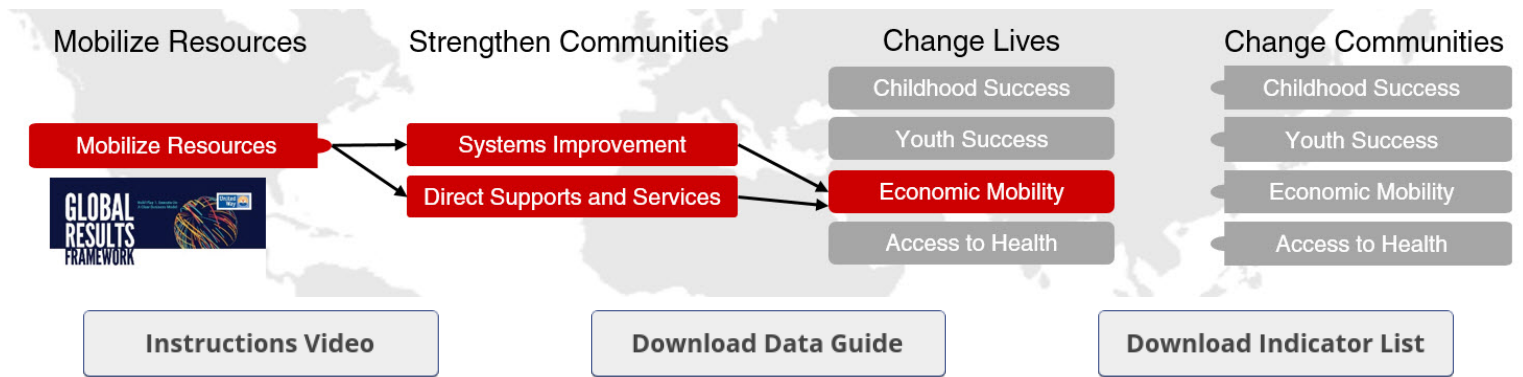 Mobilize Resources
Strengthen Communities
Change Lives
Change Communities
Childhood Success
Childhood Success
Mobilize Resources
Systems Improvement
Youth Success
Youth Success
Direct Supports and Services
Economic Mobility
Economic Mobility
Access to Health
Access to Health
GLOBAL
RESULTS
FRAMEWORK
United
Way
Instructions Video
Download Data Guide
Download Indicator List